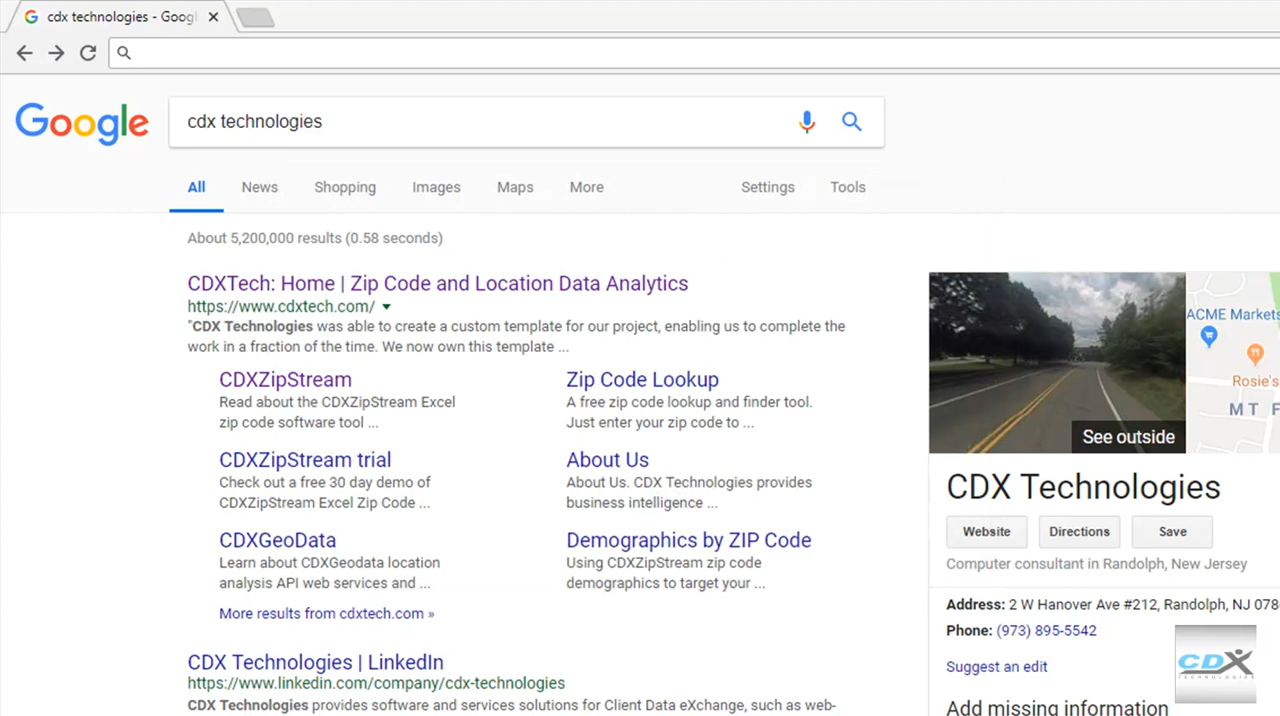 cdx technologies - Googl
Google
cdx technologies
All News Shopping Images Maps More Settings Tools
About 5,200,000 results (0.58 seconds)
CDXTech: Home | Zip Code and Location Data Analytics
https://www.cdxtech.com/
"CDX Technologies was able to create a custom template for our project, enabling us to complete the
work in a fraction of the time. We now own this template ...
CDXZipStream
Read about the CDXZipStream Excel
zip code software tool ...
Zip Code Lookup
A free zip code lookup and finder tool.
Just enter your zip code to ...
CDXZipStream trial
Check out a free 30 day demo of
CDXZipStream Excel Zip Code ...
About Us
About Us. CDX Technologies provides
business intelligence ...
CDXGeoData
Learn about CDXGeodata location
analysis API web services and ...
Demographics by ZIP Code
Using CDXZipStream zip code
demographics to target your ...
More results from cdxtech.com »
CDX Technologies | LinkedIn
https://www.linkedin.com/company/cdx-technologies
CDX Technologies provides software and services solutions for Client Data eXchange, such as web-
ACME Markets
Rosie's
MT F
See outside
CDX Technologies
Website Directions Save
Computer consultant in Randolph, New Jersey
Address: 2 W Hanover Ave #212, Randolph, NJ 078
Phone: (973) 895-5542
Suggest an edit
CDX
TECHNOLOGIES
Add missing information